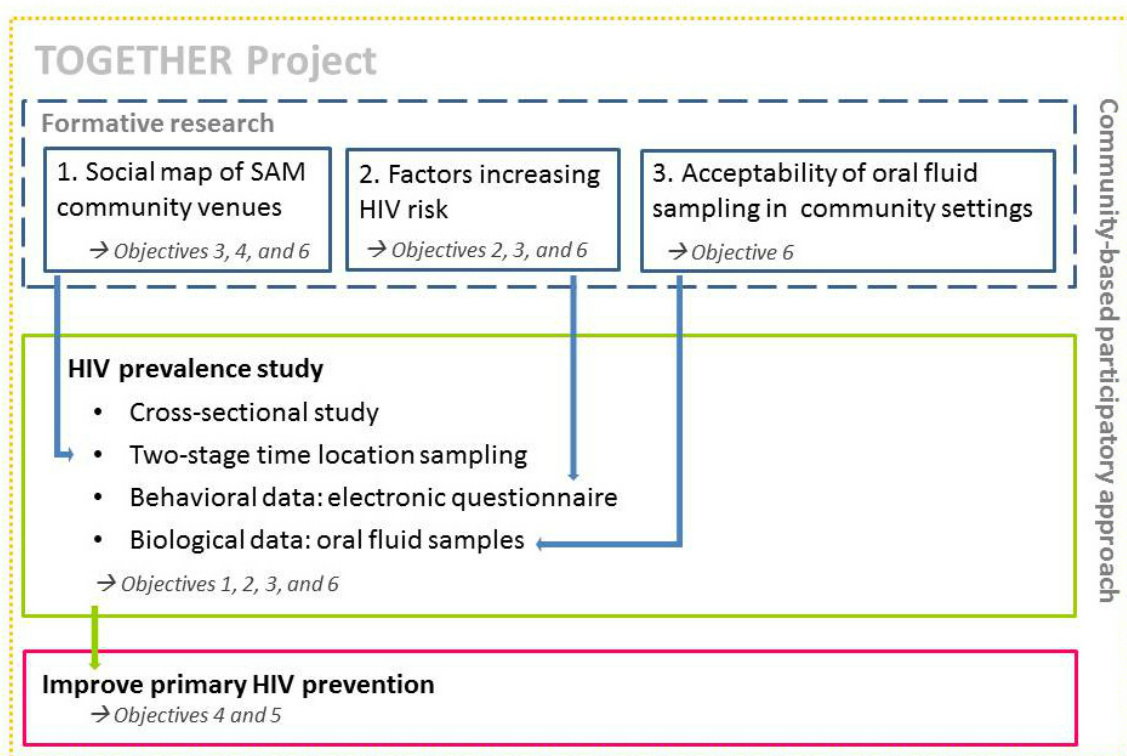 TOGETHER Project
Formative research
1. Social map of SAM
community venues
→ Objectives 3, 4, and 6
2. Factors increasing
HIV risk
→ Objectives 2, 3, and 6
3. Acceptability of oral fluid
sampling in community settings
→ Objective 6
HIV prevalence study
• Cross-sectional study
• Two-stage time location sampling
• Behavioral data: electronic questionnaire
• Biological data: oral fluid samples
→ Objectives 1, 2, 3, and 6
Improve primary HIV prevention
→ Objectives 4 and 5
Community-based participatory approach